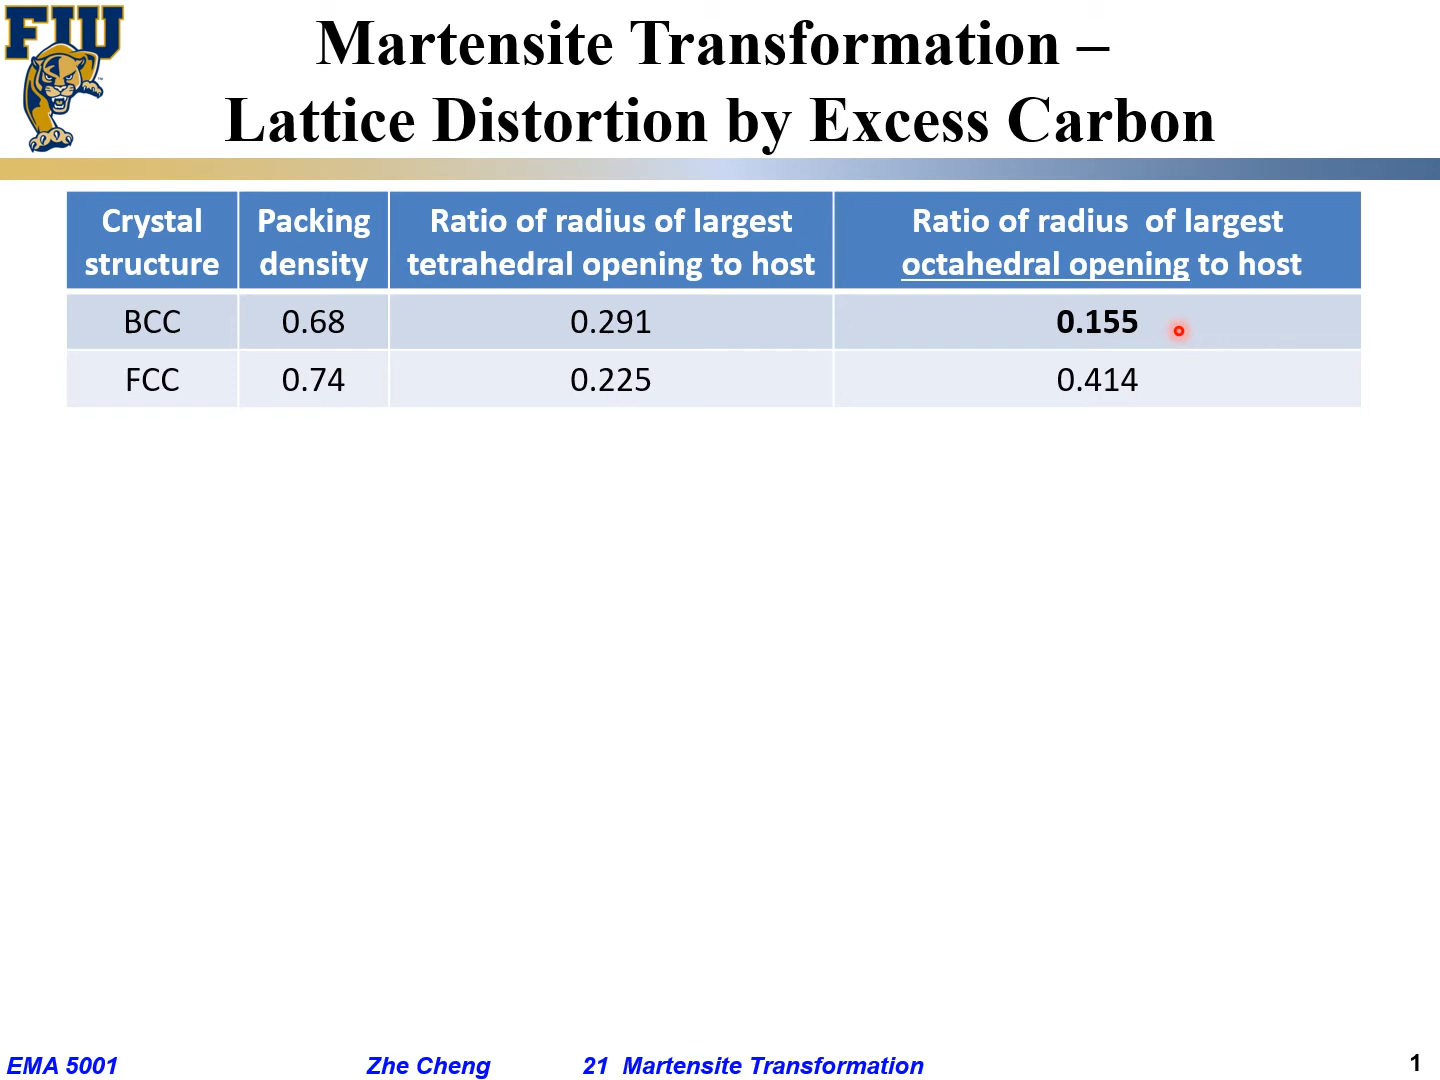 FIU
Martensite Transformation –
Lattice Distortion by Excess Carbon
Crystal structure
Packing density
Ratio of radius of largest tetrahedral opening to host
Ratio of radius of largest octahedral opening to host
BCC 0.68 0.291 0.155
FCC 0.74 0.225 0.414
EMA 5001 Zhe Cheng 21 Martensite Transformation 1